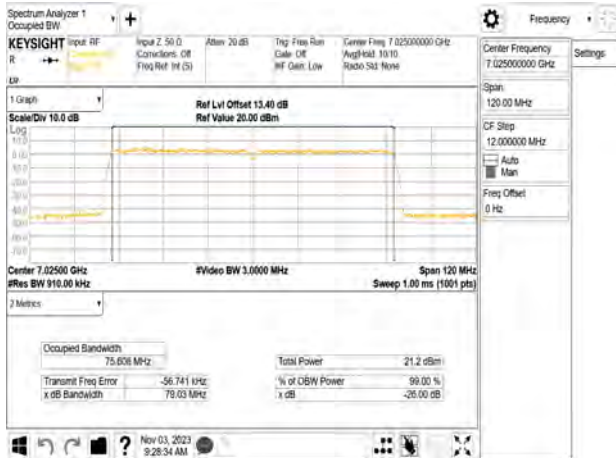 Spectrum Analyzer 1
Occupied BW
Frequency
KEYSIGHT Input: RF
R
Input Z: 50 Ω
Corrections: Off
Freq Ref: Int (S)
Atten: 20 dB
Trig: Free Run
Gate: Off
#IF Gain: Low
Center Freq: 7.025000000 GHz
Avg|Hold: 10/10
Radio Std: None
Center Frequency
7.025000000 GHz
Settings
Span
120.00 MHz
CF Step
12.000000 MHz
Auto
Man
Freq Offset
0 Hz
1 Graph
Scale/Div 10.0 dB
Ref Lvl Offset 13.40 dB
Ref Value 20.00 dBm
Log
10.0
0.00
Center 7.02500 GHz
#Res BW 910.00 kHz
#Video BW 3.0000 MHz
Span 120 MHz
Sweep 1.00 ms (1001 pts)
2 Metrics
Occupied Bandwidth
75.608 MHz
Total Power 21.2 dBm
Transmit Freq Error -56.741 kHz
% of OBW Power 99.00 %
x dB Bandwidth 79.03 MHz
x dB -26.00 dB
Nov 03, 2023
9:28:34 AM